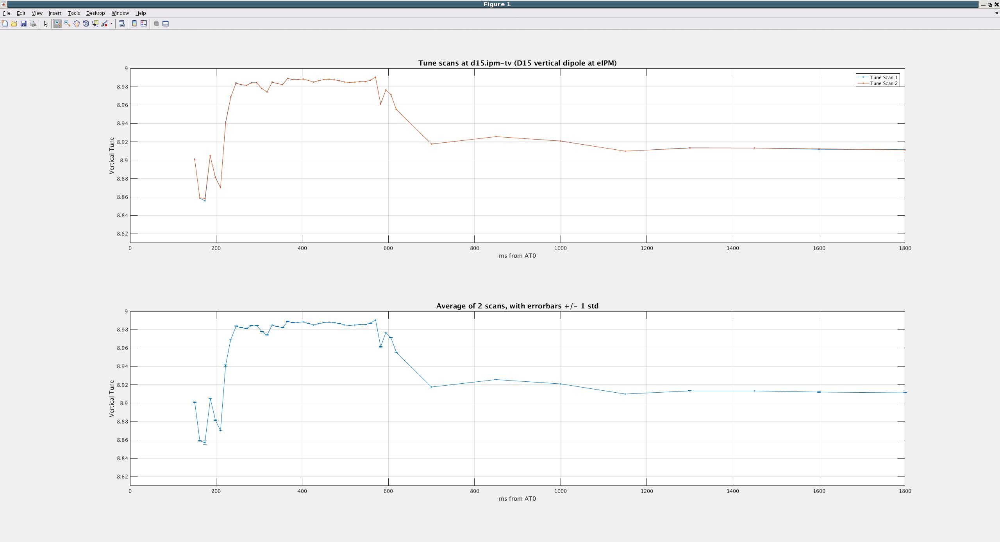 Figure 1
File Edit View Insert Tools Desktop Window Help
Tune scans at d15.ipm-tv (D15 vertical dipole at eIPM)
Tune Scan 1
Tune Scan 2
9
8.98
8.96
8.94
8.92
8.9
8.88
8.86
8.84
8.82
Vertical Tune
0 200 400 600 800 1000 1200 1400 1600 1800
ms from AT0
Average of 2 scans, with errorbars +/- 1 std
9
8.98
8.96
8.94
8.92
8.9
8.88
8.86
8.84
8.82
Vertical Tune
0 200 400 600 800 1000 1200 1400 1600 1800
ms from AT0